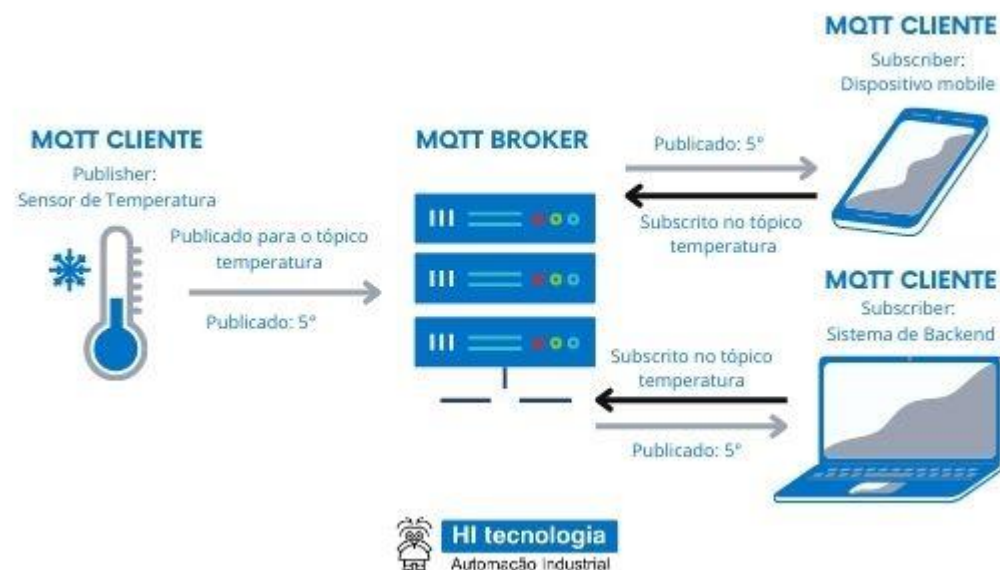 MQTT CLIENTE
Publisher:
Sensor de Temperatura
Publicado para o tópico
temperatura
Publicado: 5°
MQTT BROKER
MQTT CLIENTE
Subscriber:
Dispositivo mobile
Publicado: 5°
Subscrito no tópico
temperatura
MQTT CLIENTE
Subscriber:
Sistema de Backend
Subscrito no tópico
temperatura
Publicado: 5°
HI tecnologia
Automação Industrial